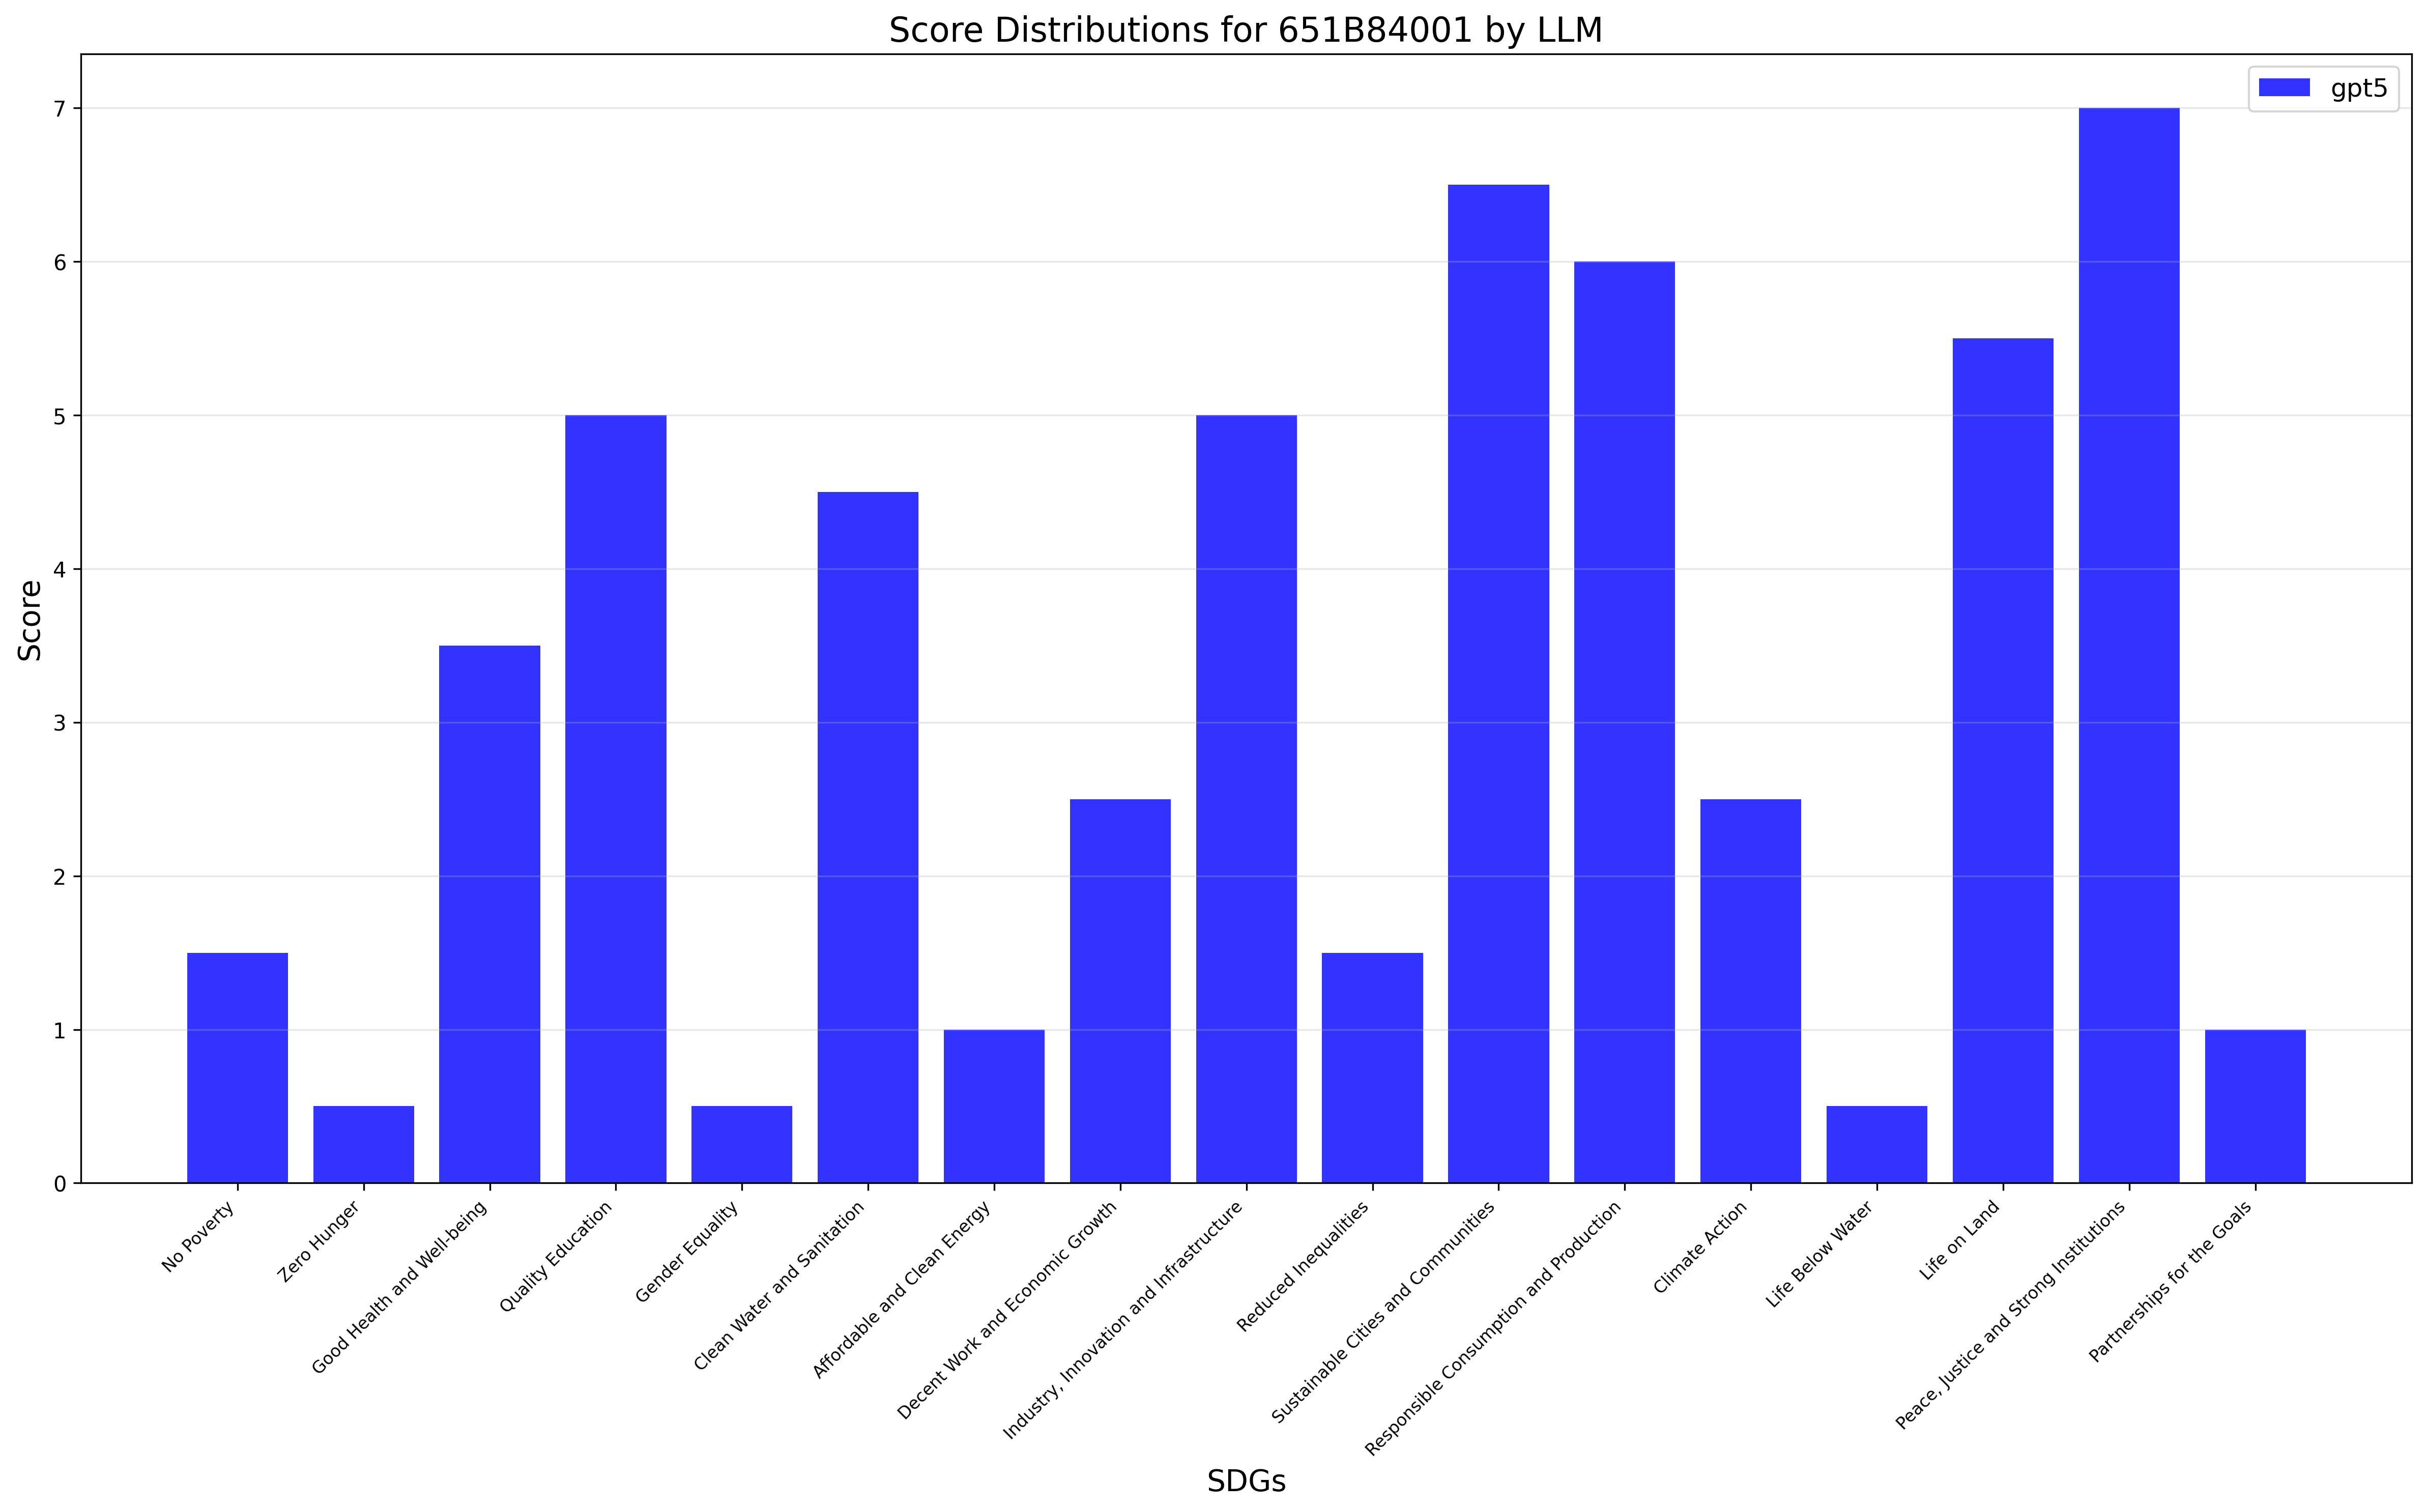 Score Distributions for 651B84001 by LLM
gpt5
Score
7
6
5
4
3
2
1
0
No Poverty
Zero Hunger
Good Health and Well-being
Quality Education
Gender Equality
Clean Water and Sanitation
Affordable and Clean Energy
Decent Work and Economic Growth
Industry, Innovation and Infrastructure
Reduced Inequalities
Sustainable Cities and Communities
Responsible Consumption and Production
Climate Action
Life Below Water
Life on Land
Peace, Justice and Strong Institutions
Partnerships for the Goals
SDGs